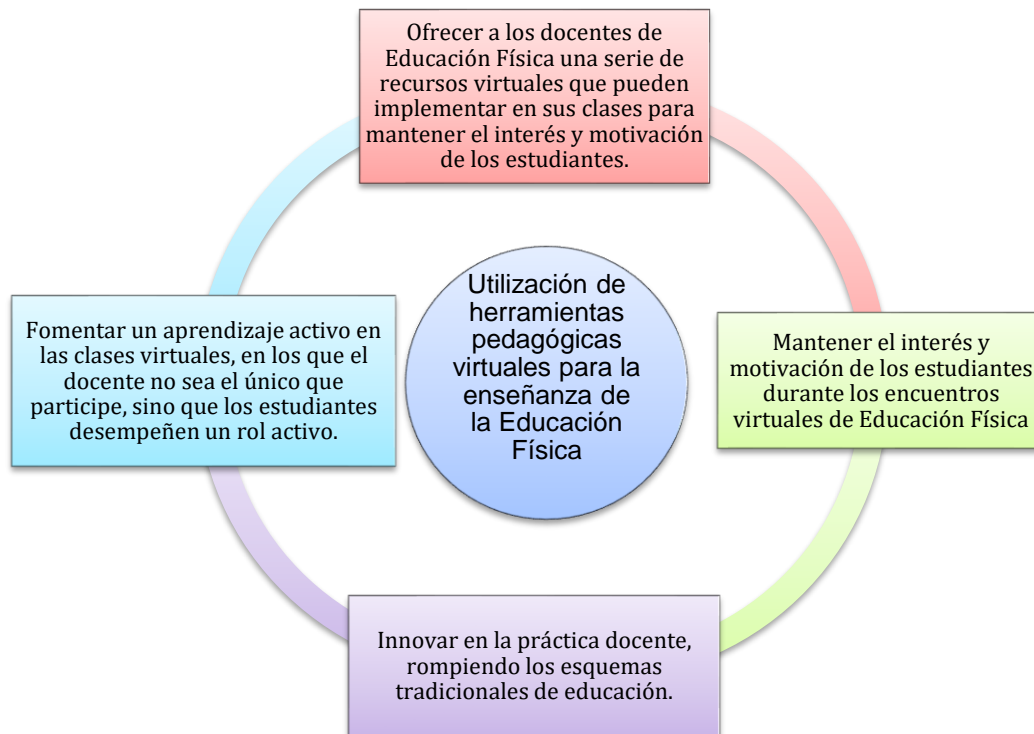 Ofrecer a los docentes de
Educación Física una serie de
recursos virtuales que pueden
implementar en sus clases para
mantener el interés y motivación
de los estudiantes.
Utilización de
herramientas
pedagógicas
virtuales para la
enseñanza de
la Educación
Física
Fomentar un aprendizaje activo en
las clases virtuales, en los que el
docente no sea el único que
participe, sino que los estudiantes
desempeñen un rol activo.
Mantener el interés y
motivación de los estudiantes
durante los encuentros
virtuales de Educación Física
Innovar en la práctica docente,
rompiendo los esquemas
tradicionales de educación.